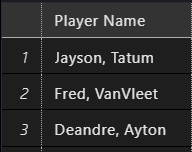 Player Name
1 Jayson, Tatum
2 Fred, VanVleet
3 Deandre, Ayton